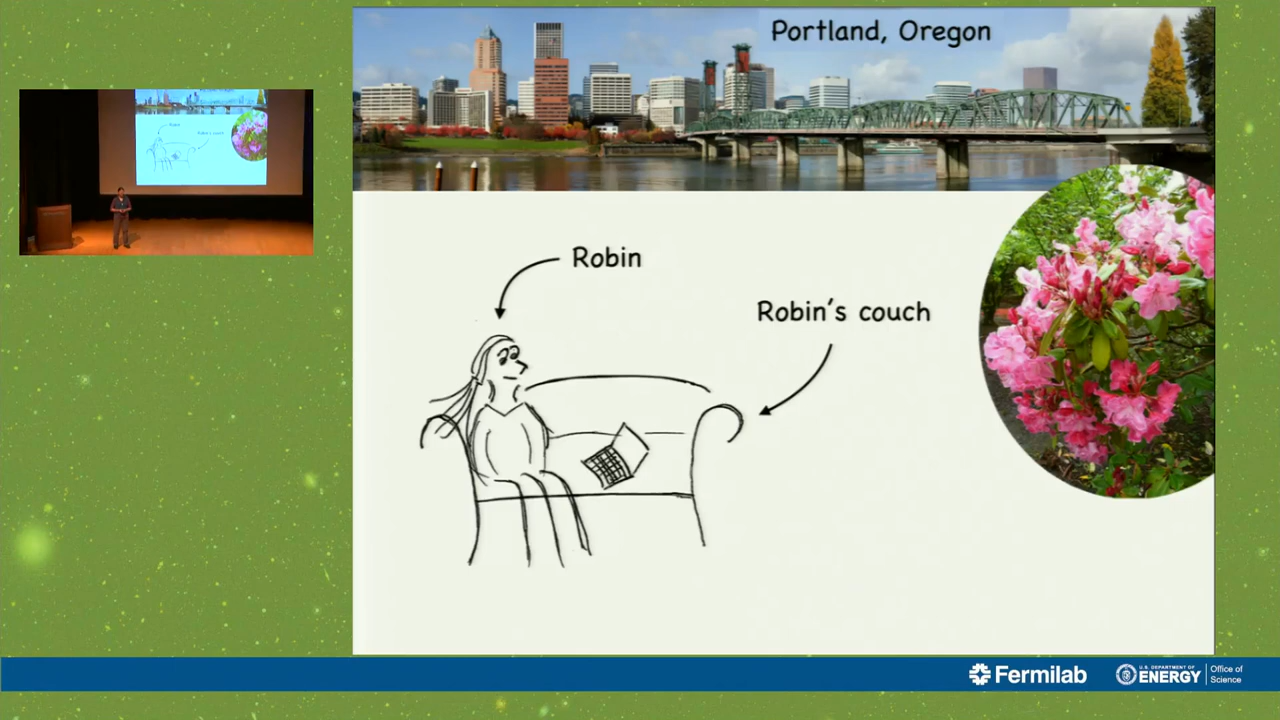 Portland, Oregon
Robin
Robin's couch
Fermilab
U.S. DEPARTMENT OF
ENERGY
Office of
Science